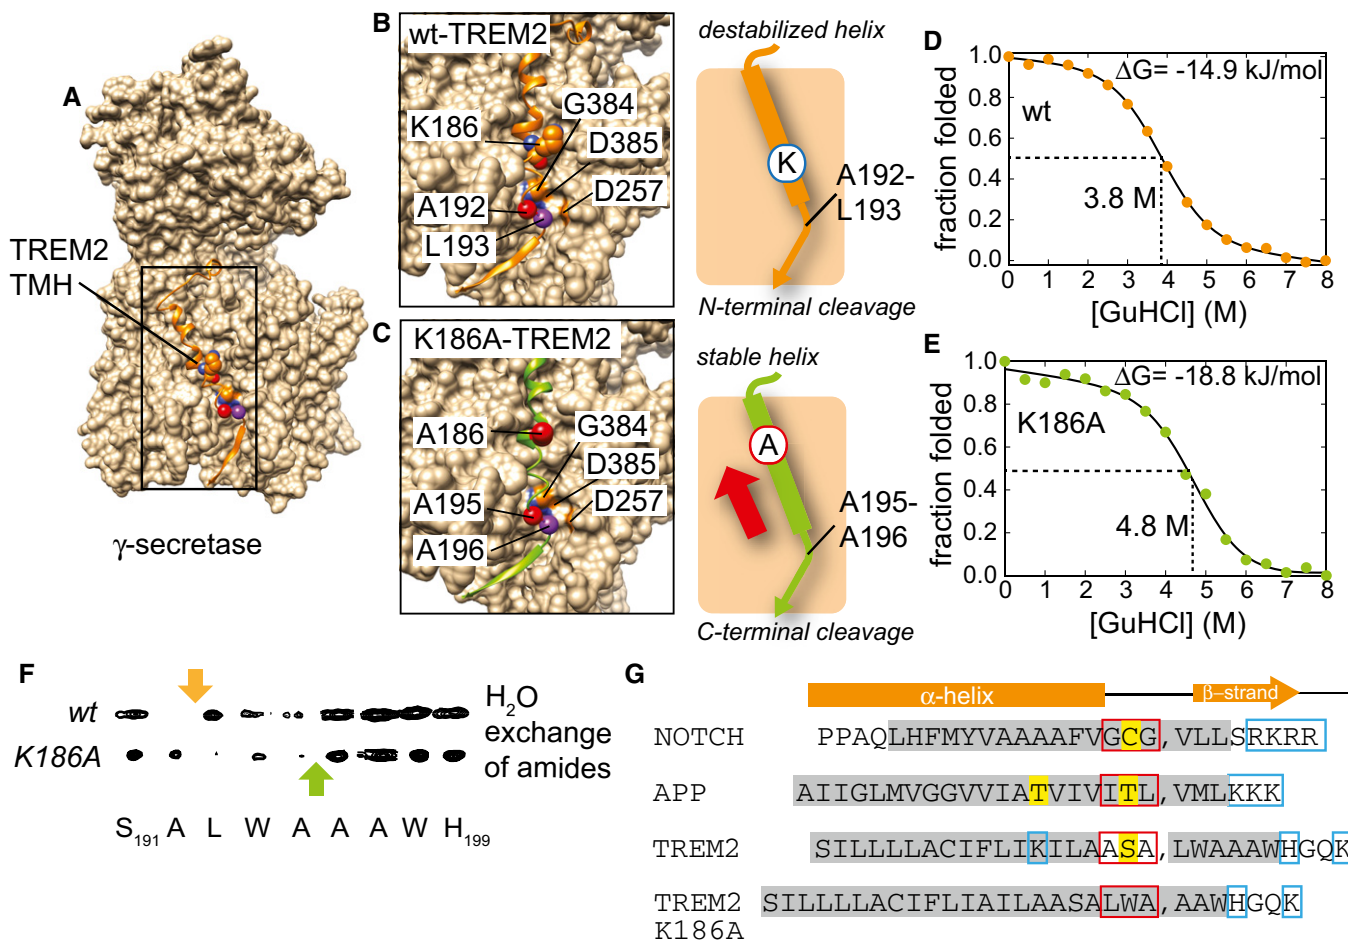 A
TREM2
TMH
γ-secretase
B
wt-TREM2
K186
G384
D385
D257
A192
L193
destabilized helix
K
A192-
L193
N-terminal cleavage
C
K186A-TREM2
A186
G384
D385
D257
A195
A196
stable helix
A
A195-
A196
C-terminal cleavage
D
fraction folded
1.0
0.8
0.6
0.4
0.2
0.0
ΔG= -14.9 kJ/mol
wt
3.8 M
0 1 2 3 4 5 6 7 8
[GuHCl] (M)
E
fraction folded
1.0
0.8
0.6
0.4
0.2
0.0
ΔG= -18.8 kJ/mol
K186A
4.8 M
0 1 2 3 4 5 6 7 8
[GuHCl] (M)
F
wt
K186A
H2O
exchange
of amides
S191 A L W A A A W H199
G
α-helix
β-strand
NOTCH PPAQLHFMYVAAAAFVGCG,VLLSRKRR
APP AIIGLMVGGVVIATVIVITL,VMLKKK
TREM2 SILLLLACIFLIKILAASA,LWAAAWHGQK
TREM2 SILLLLACIFLIAILAASALWA,AAWHGQK
K186A